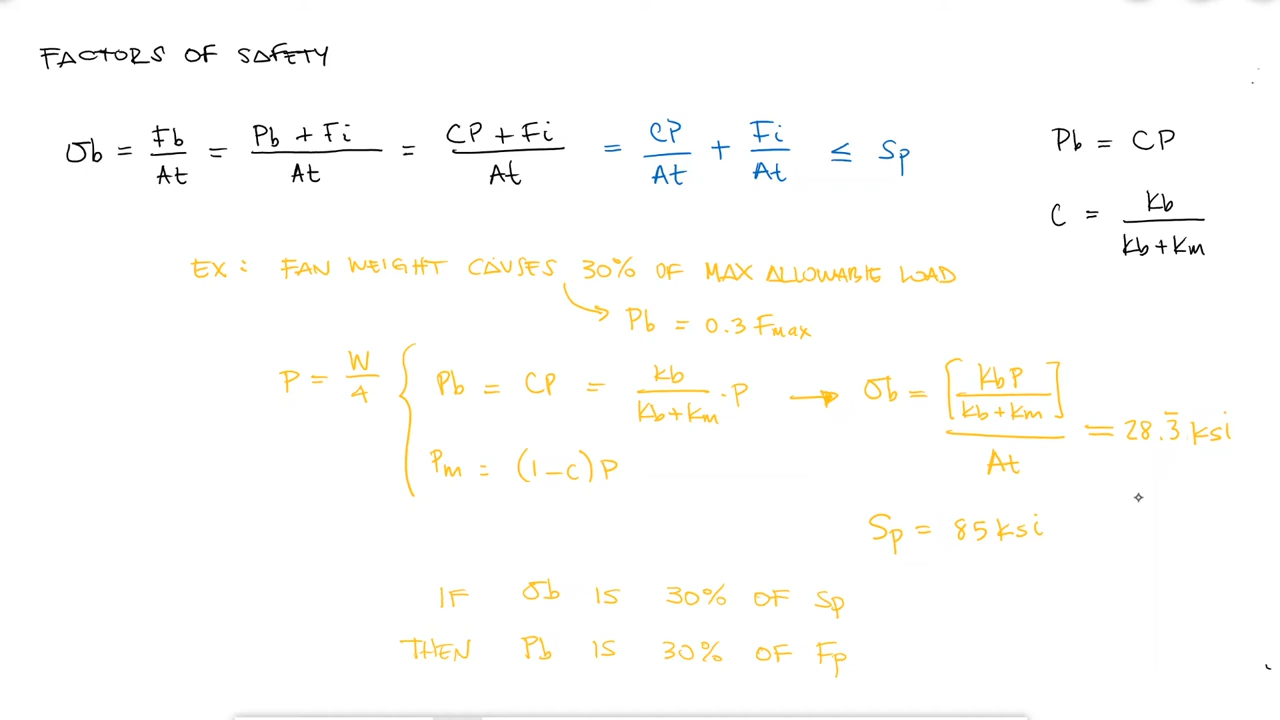 FACTORS OF SAFETY
σb = Fb/At = (Pb + Fi)/At = (CP + Fi)/At = CP/At + Fi/At ≤ Sp
Pb = CP
C = kb/(kb+km)
EX: FAN WEIGHT CAUSES 30% OF MAX ALLOWABLE LOAD
Pb = 0.3 Fmax
P = W/4 { Pb = CP = kb/(kb+km) · P → σb = [kbP/(kb+km)]/At = 28.3̄ ksi
Pm = (1-C)P
Sp = 85 ksi
IF σb IS 30% OF Sp
THEN Pb IS 30% OF Fp